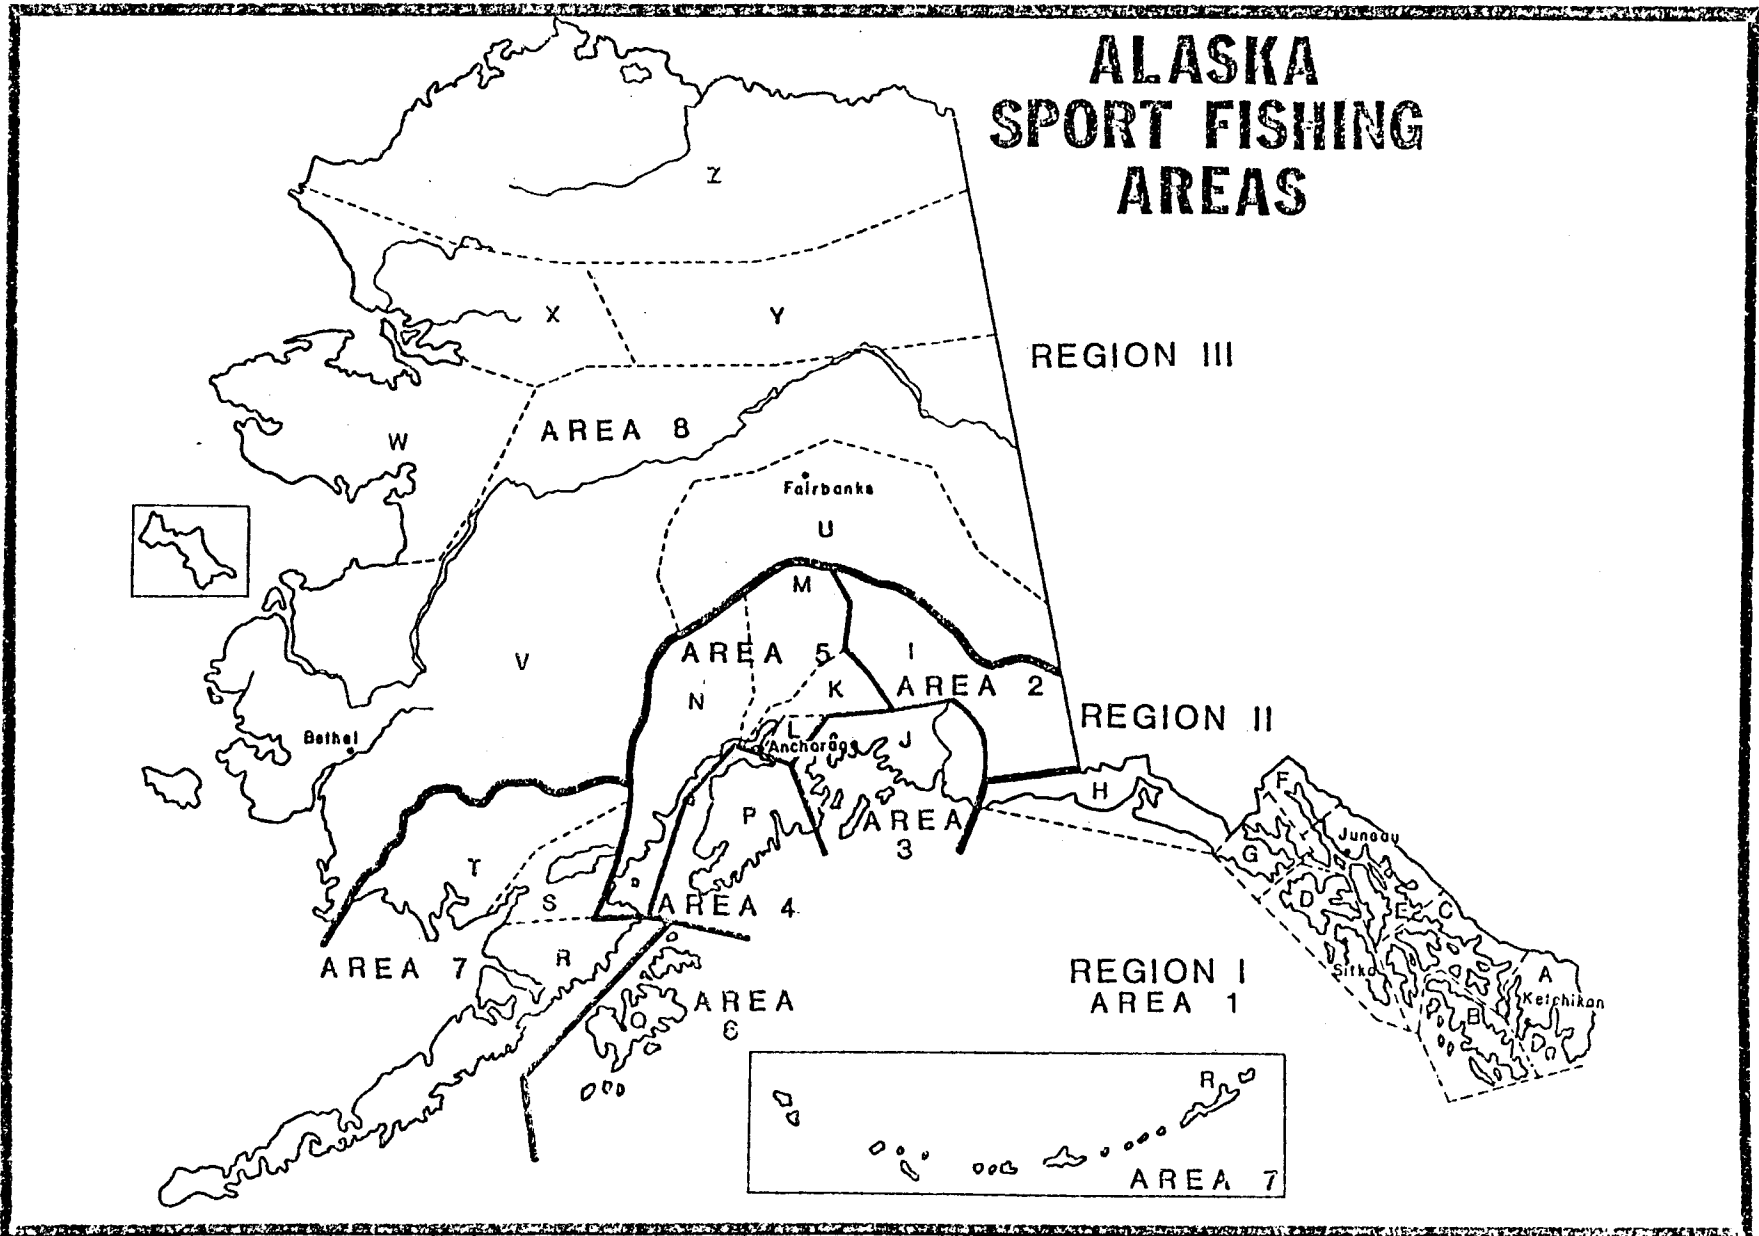 ALASKA
SPORT FISHING
AREAS
Z
X
Y
REGION III
AREA 8
W
Fairbanks
U
M
AREA 5
I
V
N
K
AREA 2
REGION II
L
J
Bethel
Anchorage
H
F
P
AREA
3
Juneau
G
T
S
AREA 4
D
E
C
AREA 7
R
REGION I
AREA 1
Sitka
A
Ketchikan
AREA
6
Q
B
R
AREA 7